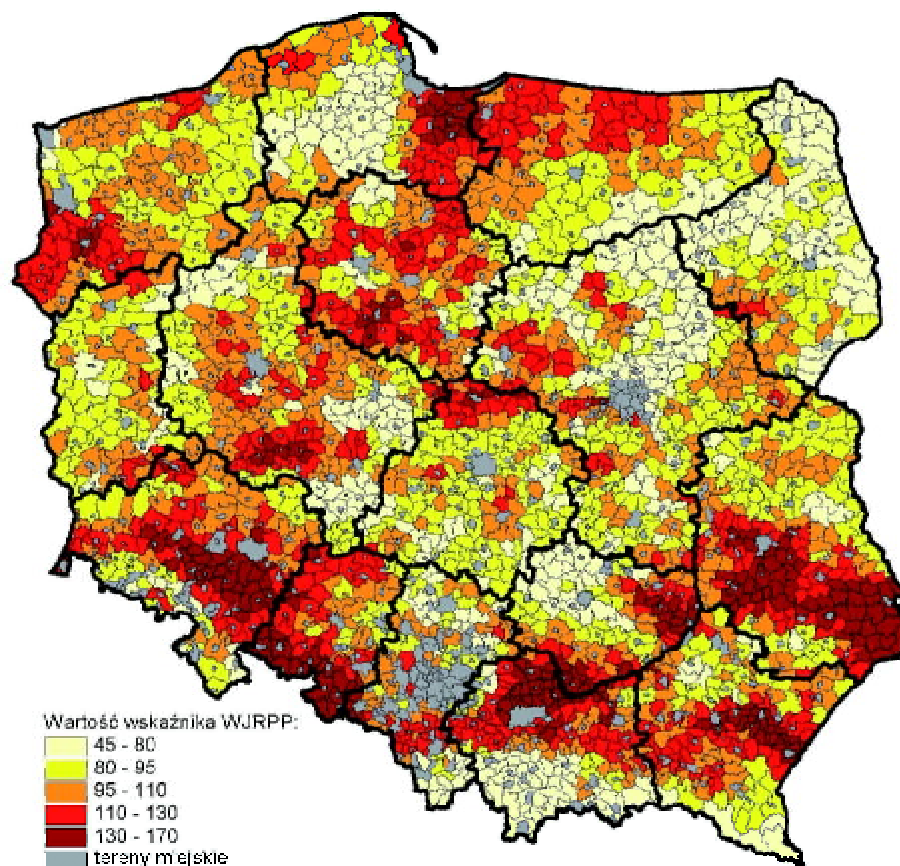 Wartość wskaźnika WJRPP:
45 - 80
80 - 95
95 - 110
110 - 130
130 - 170
tereny miejskie